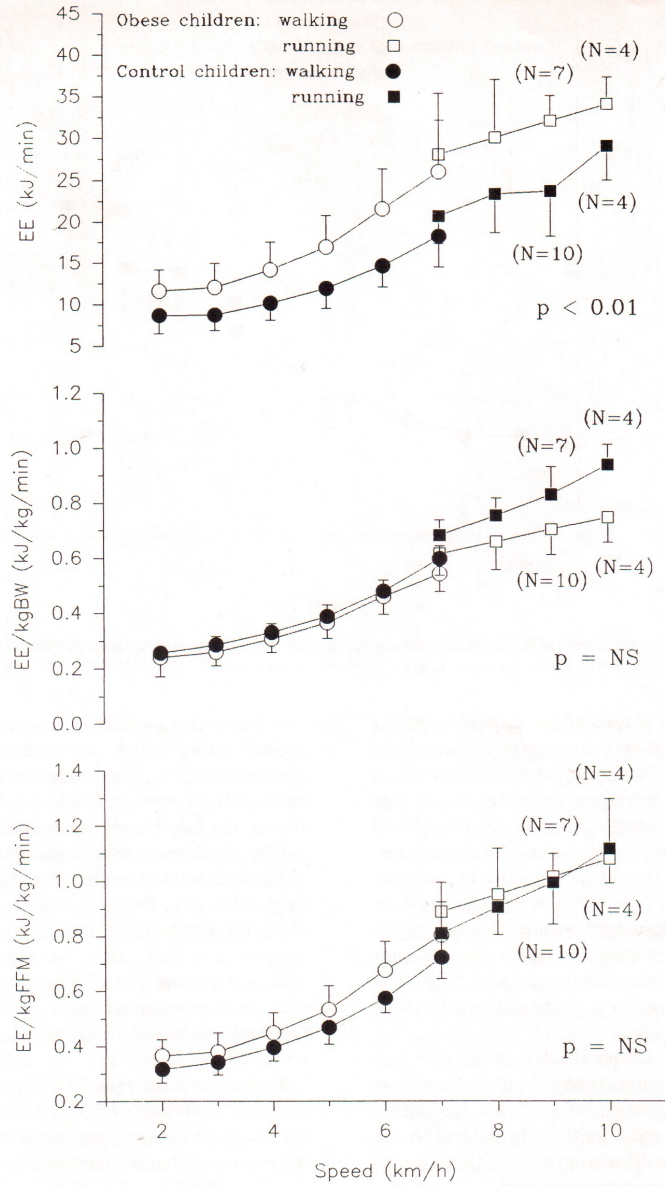 Obese children: walking
running
Control children: walking
running
45
40
35
30
25
20
15
10
5
EE (kJ/min)
(N=4)
(N=7)
(N=4)
(N=10)
p < 0.01
1.2
1.0
0.8
0.6
0.4
0.2
0.0
EE/kgBW (kJ/kg/min)
(N=4)
(N=7)
(N=10)
(N=4)
p = NS
1.4
1.2
1.0
0.8
0.6
0.4
0.2
EE/kgFFM (kJ/kg/min)
(N=4)
(N=7)
(N=4)
(N=10)
p = NS
2 4 6 8 10
Speed (km/h)